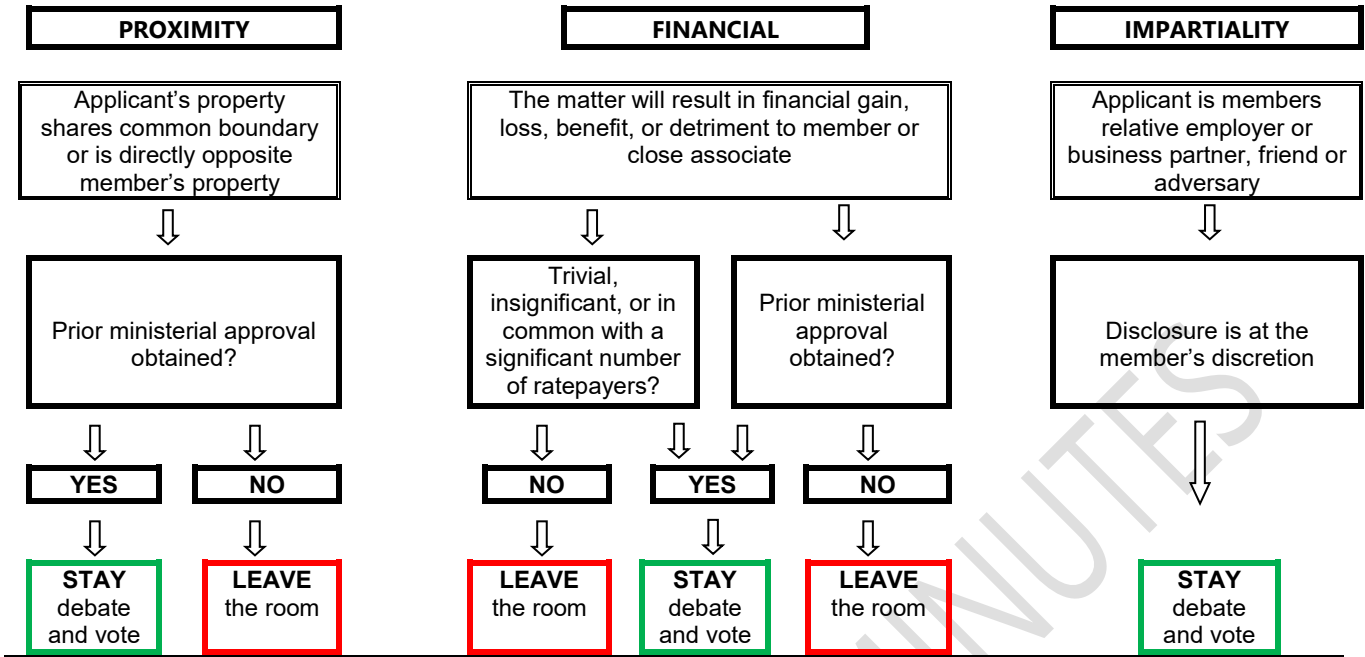 PROXIMITY
FINANCIAL
IMPARTIALITY
Applicant’s property
shares common boundary
or is directly opposite
member’s property
The matter will result in financial gain,
loss, benefit, or detriment to member or
close associate
Applicant is members
relative employer or
business partner, friend or
adversary
Prior ministerial approval
obtained?
Trivial,
insignificant, or in
common with a
significant number
of ratepayers?
Prior ministerial
approval
obtained?
Disclosure is at the
member’s discretion
YES
NO
NO
YES
NO
STAY
debate
and vote
LEAVE
the room
LEAVE
the room
STAY
debate
and vote
LEAVE
the room
STAY
debate
and vote
MINUTES